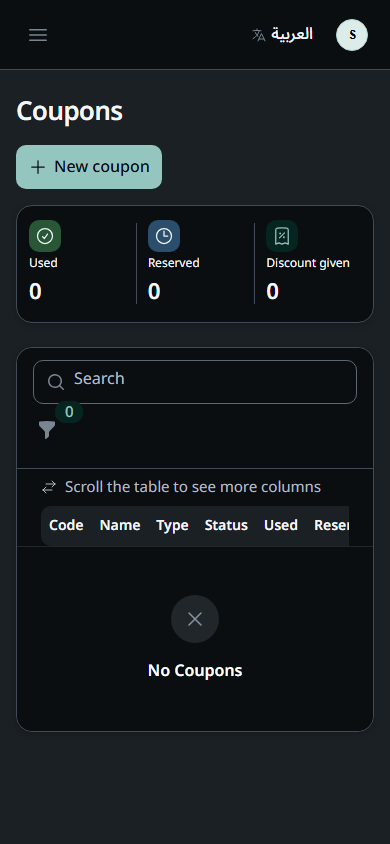 العربية S
Coupons
New coupon
Used Reserved Discount given
0 0 0
Search
0
Scroll the table to see more columns
Code Name Type Status Used Reser
No Coupons